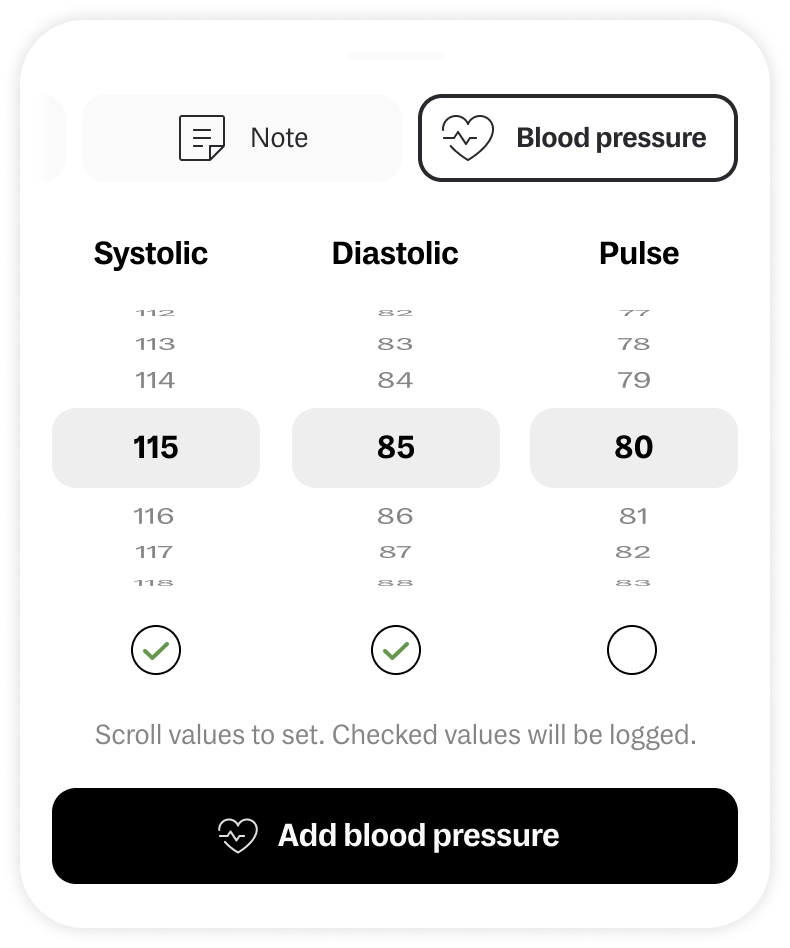 Note
Blood pressure
Systolic Diastolic Pulse
112 82 77
113 83 78
114 84 79
115 85 80
116 86 81
117 87 82
118 88 83
Scroll values to set. Checked values will be logged.
Add blood pressure